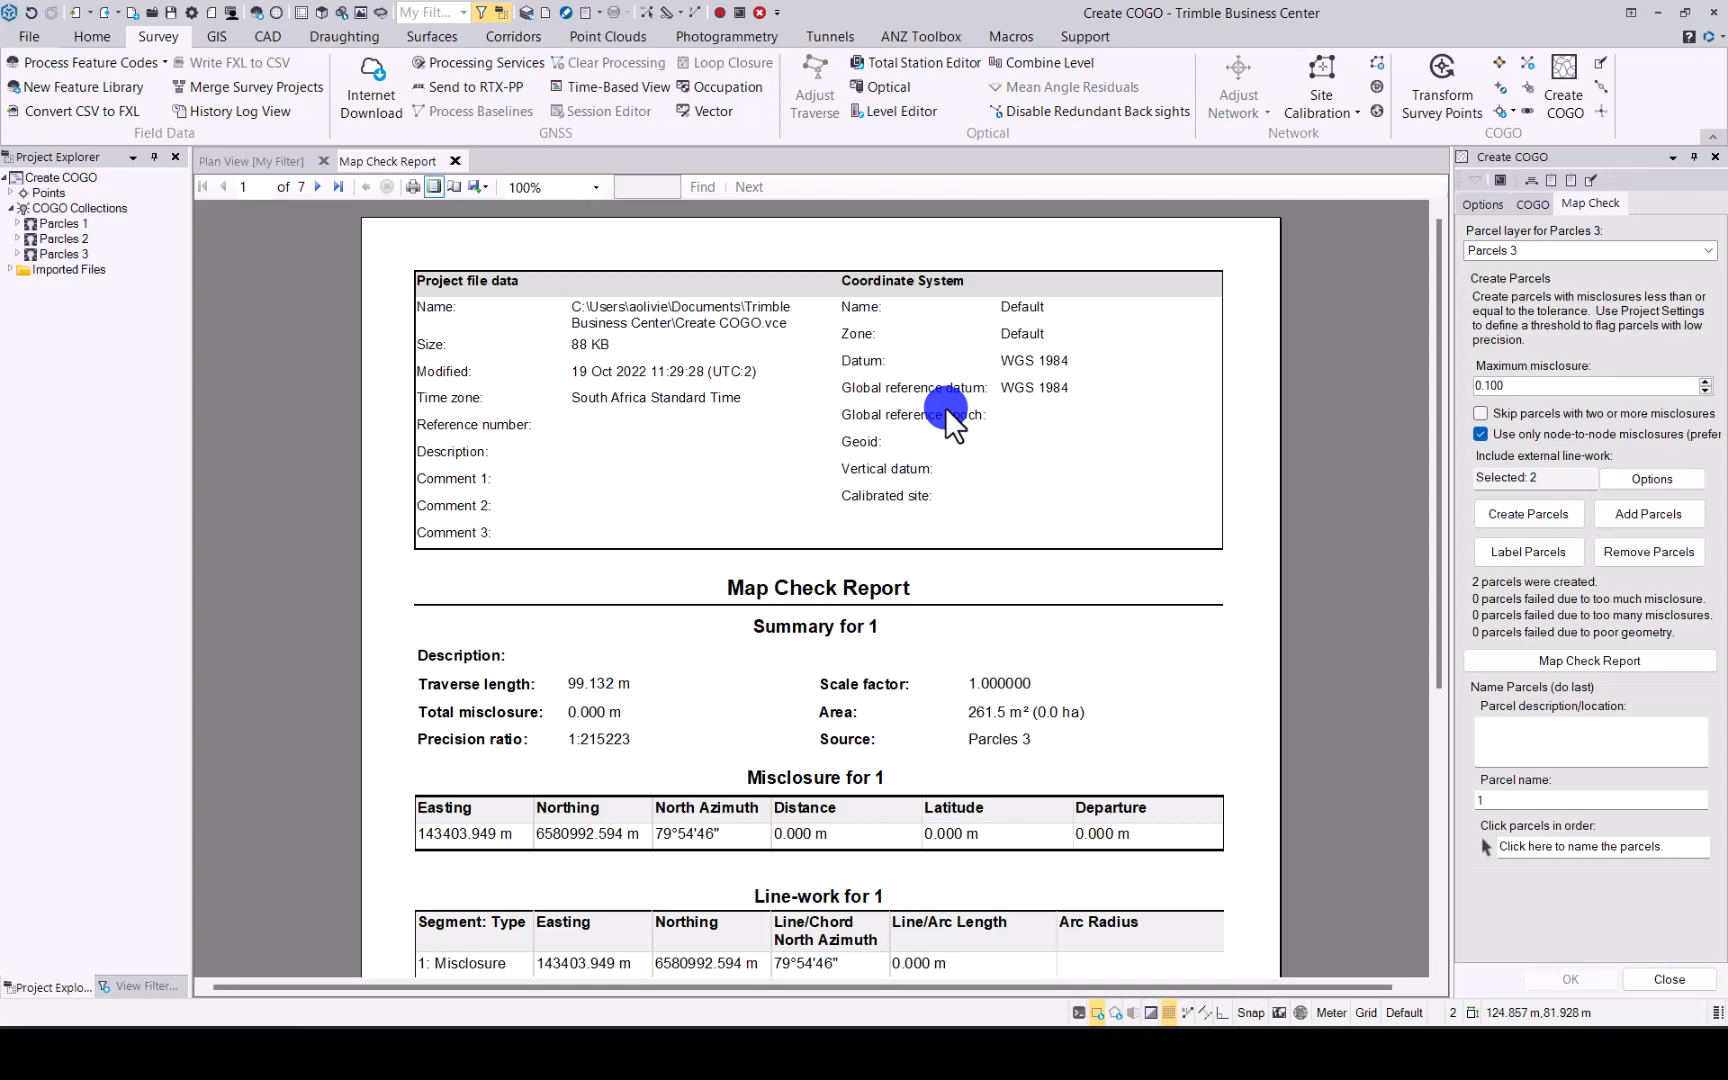 My Filt...
Create COGO - Trimble Business Center
File Home Survey GIS CAD Draughting Surfaces Corridors Point Clouds Photogrammetry Tunnels ANZ Toolbox Macros Support
Process Feature Codes
Write FXL to CSV
New Feature Library
Merge Survey Projects
Convert CSV to FXL
History Log View
Field Data
Internet
Download
Processing Services
Clear Processing
Loop Closure
Send to RTX-PP
Time-Based View
Occupation
Process Baselines
Session Editor
Vector
GNSS
Adjust
Traverse
Total Station Editor
Combine Level
Optical
Mean Angle Residuals
Level Editor
Disable Redundant Backsights
Optical
Adjust
Network
Site
Calibration
Network
Transform
Survey Points
Create
COGO
COGO
Project Explorer
Create COGO
Points
COGO Collections
Parcles 1
Parcles 2
Parcles 3
Imported Files
Project Explo...
View Filter...
Plan View [My Filter]
Map Check Report
1 of 7
100%
Find
Next
Project file data
Coordinate System
Name: C:\Users\aolivie\Documents\Trimble
Business Center\Create COGO.vce
Size: 88 KB
Modified: 19 Oct 2022 11:29:28 (UTC:2)
Time zone: South Africa Standard Time
Reference number:
Description:
Comment 1:
Comment 2:
Comment 3:
Name: Default
Zone: Default
Datum: WGS 1984
Global reference datum: WGS 1984
Global reference epoch:
Geoid:
Vertical datum:
Calibrated site:
Map Check Report
Summary for 1
Description:
Traverse length: 99.132 m Scale factor: 1.000000
Total misclosure: 0.000 m Area: 261.5 m² (0.0 ha)
Precision ratio: 1:215223 Source: Parcles 3
Misclosure for 1
Easting Northing North Azimuth Distance Latitude Departure
143403.949 m 6580992.594 m 79°54'46" 0.000 m 0.000 m 0.000 m
Line-work for 1
Segment: Type Easting Northing Line/Chord Line/Arc Length Arc Radius
North Azimuth
1: Misclosure 143403.949 m 6580992.594 m 79°54'46" 0.000 m
Create COGO
Options COGO Map Check
Parcel layer for Parcles 3:
Parcels 3
Create Parcels
Create parcels with misclosures less than or
equal to the tolerance. Use Project Settings
to define a threshold to flag parcels with low
precision.
Maximum misclosure:
0.100
Skip parcels with two or more misclosures
Use only node-to-node misclosures (prefer
Include external line-work:
Selected: 2
Options
Create Parcels
Add Parcels
Label Parcels
Remove Parcels
2 parcels were created.
0 parcels failed due to too much misclosure.
0 parcels failed due to too many misclosures.
0 parcels failed due to poor geometry.
Map Check Report
Name Parcels (do last)
Parcel description/location:
Parcel name:
1
Click parcels in order:
Click here to name the parcels.
OK
Close
Snap
Meter Grid Default 2 124.857 m,81.928 m